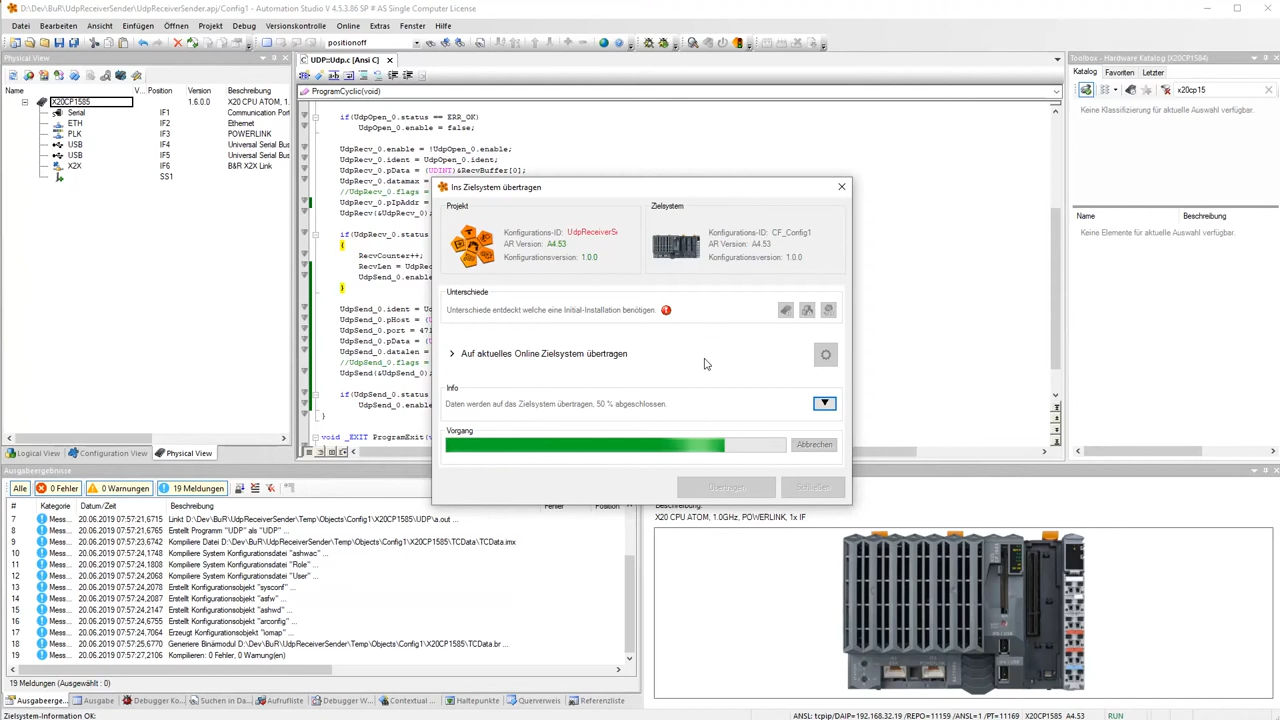 D:\Dev\BuR\UdpReceiverSender\UdpReceiverSender.apj/Config1 - Automation Studio V 4.5.3.86 SP # AS Single Computer License
Datei Bearbeiten Ansicht Einfügen Öffnen Projekt Debug Versionskontrolle Online Extras Fenster Hilfe
positionoff
Physical View
UDP::Udp.c [Ansi C]
Toolbox - Hardware Katalog (X20CP1584)
Katalog Favoriten Letzter
x20cp15
Keine Klassifizierung für aktuelle Auswahl verfügbar.
Name Beschreibung
Keine Elemente für aktuelle Auswahl verfügbar.
Name V... Position Version Beschreibung
X20CP1585 1.6.0.0 X20 CPU ATOM, 1.
Serial IF1 Communication Port
ETH IF2 Ethernet
PLK IF3 POWERLINK
USB IF4 Universal Serial Bus
USB IF5 Universal Serial Bus
X2X IF6 B&R X2X Link
SS1
ProgramCyclic(void)
if(UdpOpen_0.status == ERR_OK)
UdpOpen_0.enable = false;
UdpRecv_0.enable = !UdpOpen_0.enable;
UdpRecv_0.ident = UdpOpen_0.ident;
UdpRecv_0.pData = (UDINT)&RecvBuffer[0];
UdpRecv_0.datamax =
//UdpRecv_0.flags =
UdpRecv_0.pIpAddr =
UdpRecv(&UdpRecv_0);
if(UdpRecv_0.status
{
RecvCounter++;
RecvLen = UdpRec
UdpSend_0.enabl
}
UdpSend_0.ident = Ud
UdpSend_0.pHost = (U
UdpSend_0.port = 471
UdpSend_0.pData = (U
UdpSend_0.datalen =
//UdpSend_0.flags =
UdpSend(&UdpSend_0);
if(UdpSend_0.status
UdpSend_0.enabl
}
void _EXIT ProgramExit(v
Ins Zielsystem übertragen
Projekt
Konfigurations-ID: UdpReceiverSe
AR Version: A4.53
Konfigurationsversion: 1.0.0
Zielsystem
Konfigurations-ID: CF_Config1
AR Version: A4.53
Konfigurationsversion: 1.0.0
Unterschiede
Unterschiede entdeckt welche eine Initial-Installation benötigen.
Auf aktuelles Online Zielsystem übertragen
Info
Daten werden auf das Zielsystem übertragen, 50 % abgeschlossen.
Vorgang
Abbrechen
Übertragen Schließen
Logical View Configuration View Physical View
Ausgabeergebnisse
Alle 0 Fehler 0 Warnungen 19 Meldungen
# Kategorie Datum/Zeit Beschreibung Fehler Position
7 Mess... 20.06.2019 07:57:21,6715 Linkt D:\Dev\BuR\UdpReceiverSender\Temp\Objects\Config1\X20CP1585\UDP\a.out ...
8 Mess... 20.06.2019 07:57:21,6765 Erstellt Programm "UDP" als "UDP" ...
9 Mess... 20.06.2019 07:57:23,6742 Kompiliere Datei D:\Dev\BuR\UdpReceiverSender\Temp\Objects\Config1\X20CP1585\TCData.imx
10 Mess... 20.06.2019 07:57:24,1748 Kompiliere System Konfigurationsdatei "ashwac" ...
11 Mess... 20.06.2019 07:57:24,1908 Kompiliere System Konfigurationsdatei "Role" ...
12 Mess... 20.06.2019 07:57:24,2068 Kompiliere System Konfigurationsdatei "User" ...
13 Mess... 20.06.2019 07:57:24,2078 Erstellt Konfigurationsobjekt "sysconf" ...
14 Mess... 20.06.2019 07:57:24,2098 Erstellt Konfigurationsobjekt "asfw" ...
15 Mess... 20.06.2019 07:57:24,2147 Erstellt Konfigurationsobjekt "ashwd" ...
16 Mess... 20.06.2019 07:57:24,6755 Erstellt Konfigurationsobjekt "arconfig" ...
17 Mess... 20.06.2019 07:57:24,7064 Erzeugt Konfigurationsobjekt "iomap" ...
18 Mess... 20.06.2019 07:57:25,6770 Generiere Binärmodul D:\Dev\BuR\UdpReceiverSender\Temp\Objects\Config1\X20CP1585\TCData.br ...
19 Mess... 20.06.2019 07:57:27,2106 Kompilieren: 0 Fehler, 0 Warnung(en)
19 Meldungen (Ausgewählt : 0)
Ausgabeerge... Ausgabe Debugger Ko... Suchen in Da... Aufrufliste Debugger W... Contextual ... Haltepunkte Querverweis Referenzliste
Beschreibung:
X20 CPU ATOM, 1.0GHz, POWERLINK, 1x IF
Zielsystem-Information OK:
ANSL: tcpip/DAIP=192.168.32.19 /REPO=11159 /ANSL=1 /PT=11169 X20CP1585 A4.53 RUN